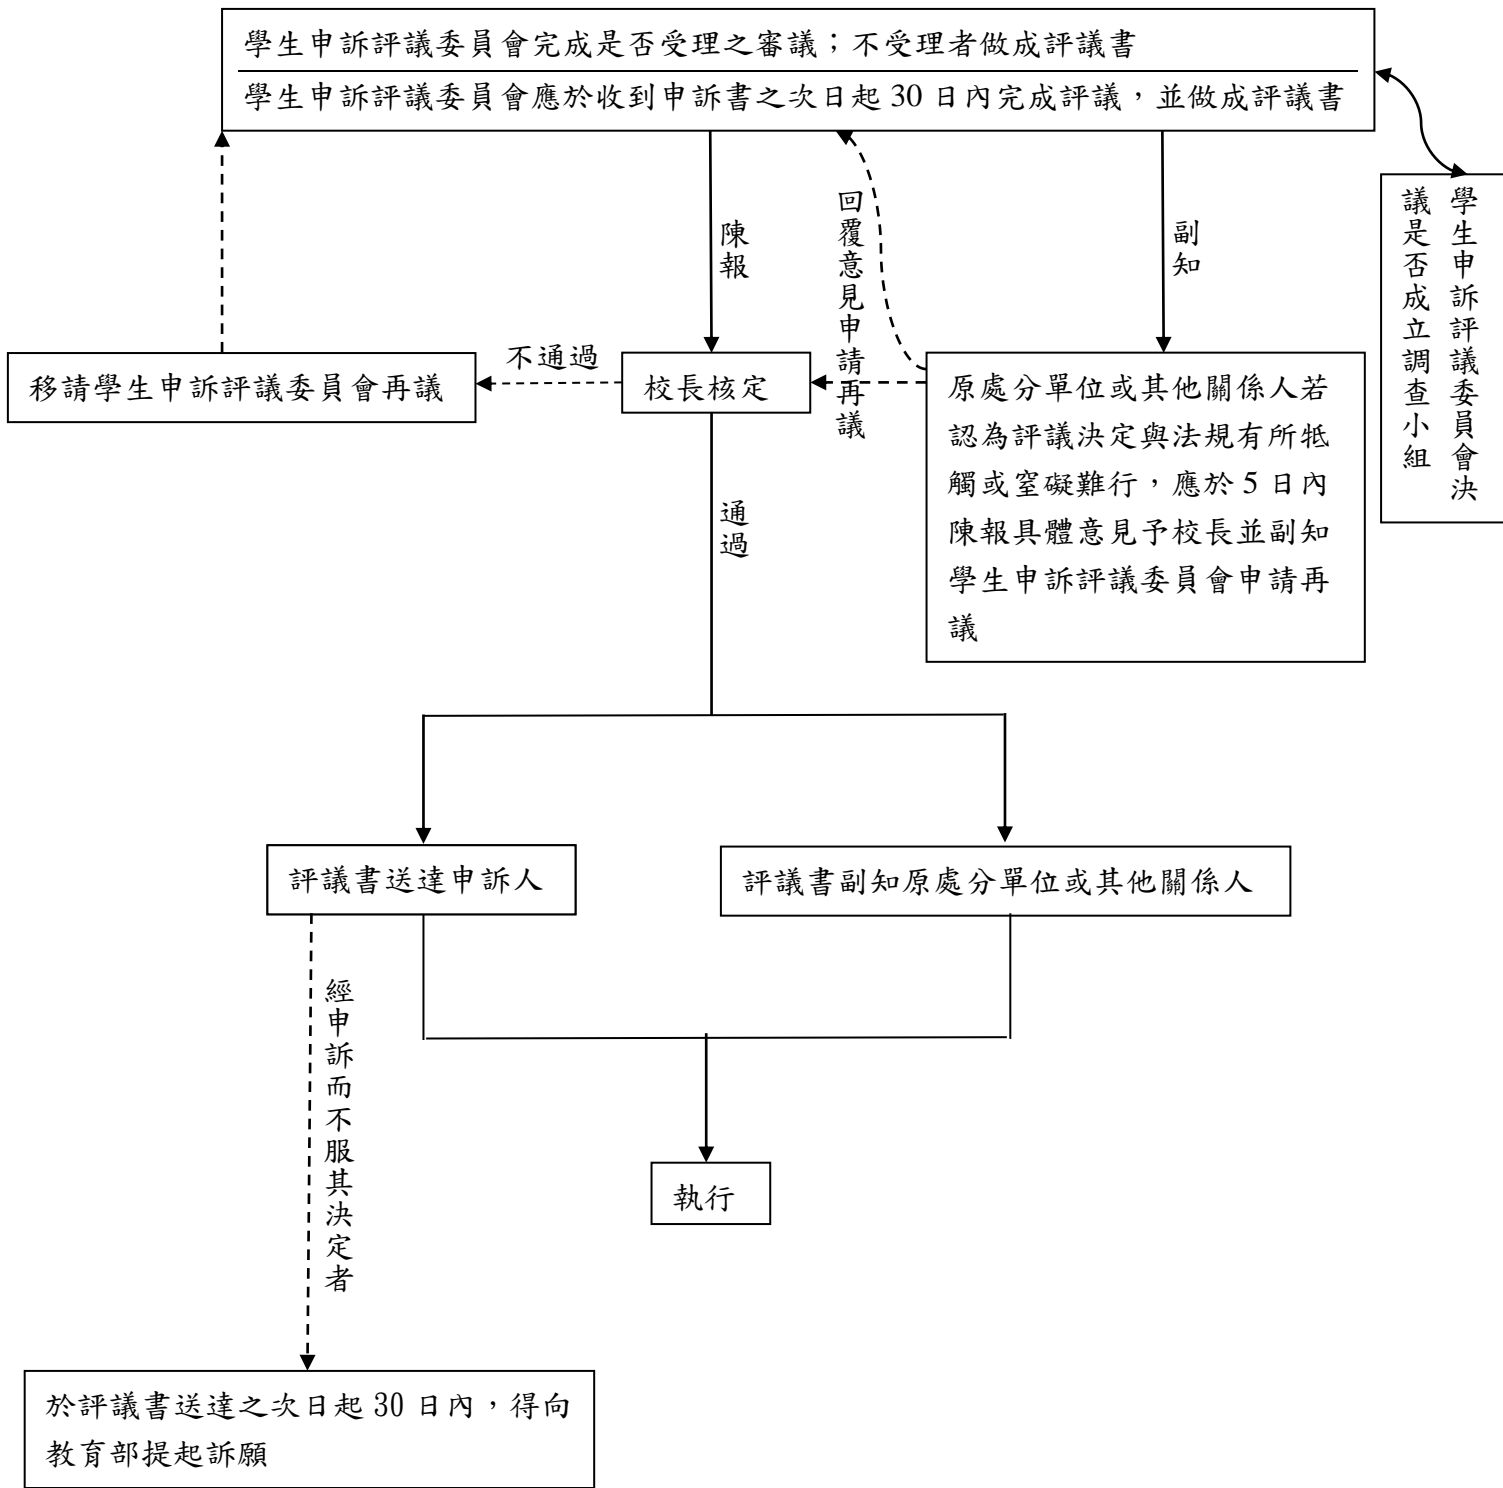 學生申訴評議委員會完成是否受理之審議；不受理者做成評議書
學生申訴評議委員會應於收到申訴書之次日起 30 日內完成評議，並做成評議書
學生申訴評議委員會決
議是否成立調查小組
陳報
回覆意見申請再議
副知
移請學生申訴評議委員會再議
不通過
校長核定
原處分單位或其他關係人若
認為評議決定與法規有所牴
觸或窒礙難行，應於 5 日內
陳報具體意見予校長並副知
學生申訴評議委員會申請再
議
通過
評議書送達申訴人
評議書副知原處分單位或其他關係人
經申訴而不服其決定者
執行
於評議書送達之次日起 30 日內，得向
教育部提起訴願